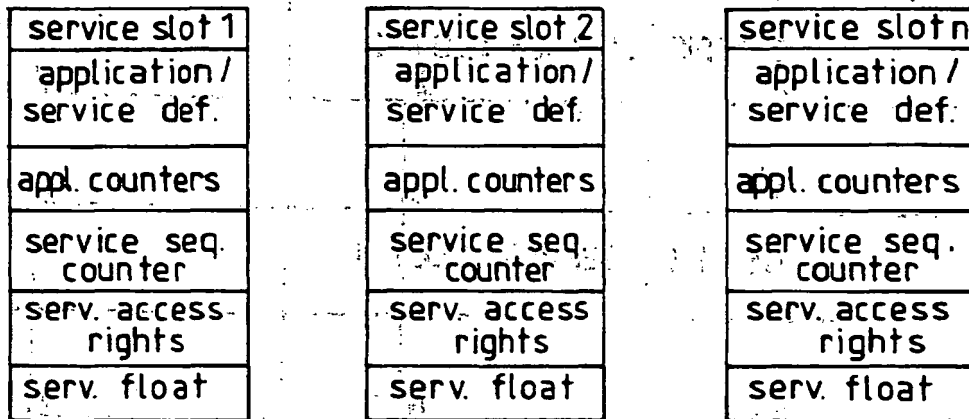 service slot 1
application /
service def.
appl. counters
service seq.
counter
serv. access
rights
serv. float
service slot 2
application /
service def.
appl. counters
service seq.
counter
serv. access
rights
serv. float
service slot n
application /
service def.
appl. counters
service seq.
counter
serv. access
rights
serv. float